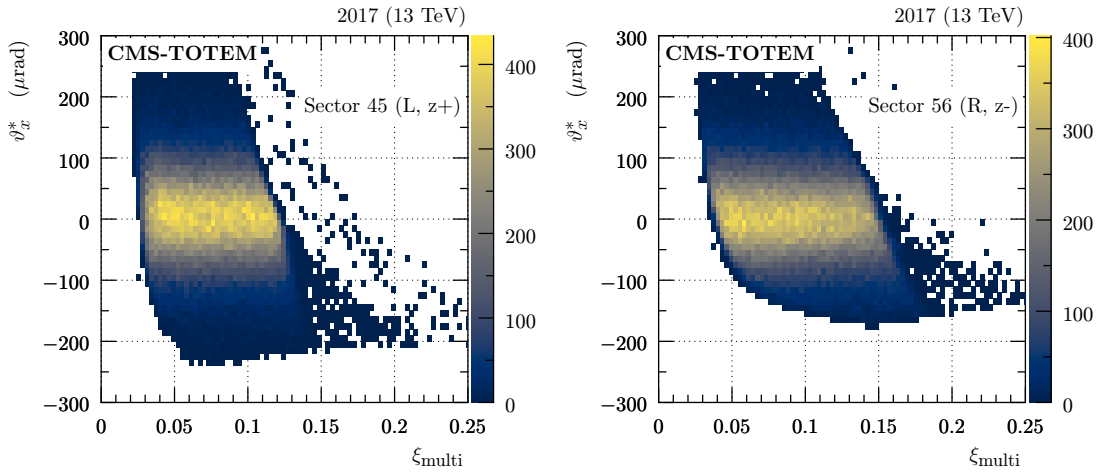 2017 (13 TeV)
CMS-TOTEM
Sector 45 (L, z+)
ϑ*x (μrad)
300
200
100
0
−100
−200
−300
0 0.05 0.1 0.15 0.2 0.25
ξmulti
400
300
200
100
0
2017 (13 TeV)
CMS-TOTEM
Sector 56 (R, z-)
ϑ*x (μrad)
300
200
100
0
−100
−200
−300
0 0.05 0.1 0.15 0.2 0.25
ξmulti
400
300
200
100
0